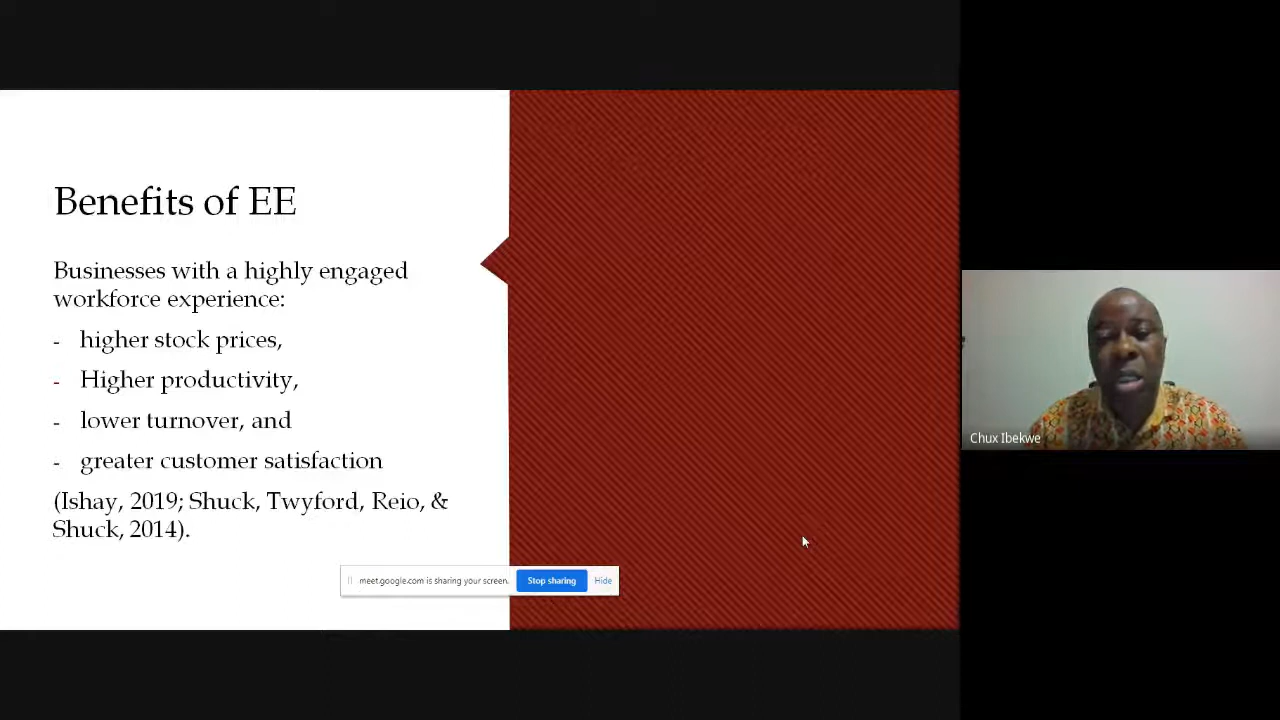 Benefits of EE
Businesses with a highly engaged
workforce experience:
- higher stock prices,
- Higher productivity,
- lower turnover, and
- greater customer satisfaction
(Ishay, 2019; Shuck, Twyford, Reio, &
Shuck, 2014).
meet.google.com is sharing your screen.
Stop sharing
Hide
Chux Ibekwe